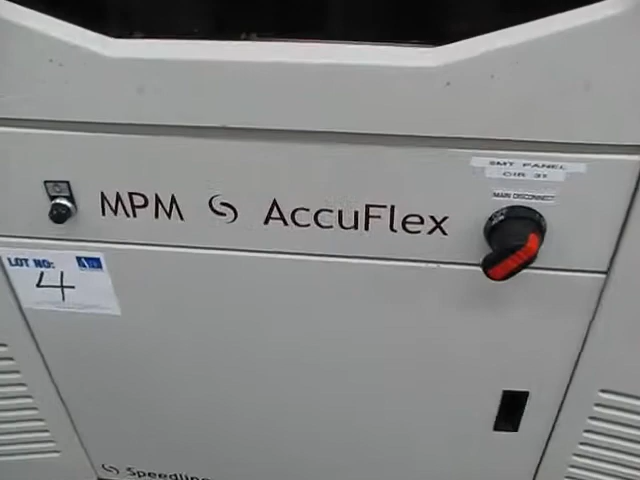 SMT PANEL
CIR 31
MAIN DISCONNECT
MPM AccuFlex
LOT NO:
4
Speedline